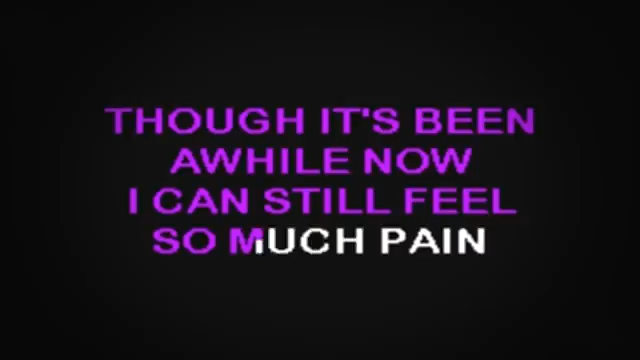 THOUGH IT'S BEEN
AWHILE NOW
I CAN STILL FEEL
SO MUCH PAIN